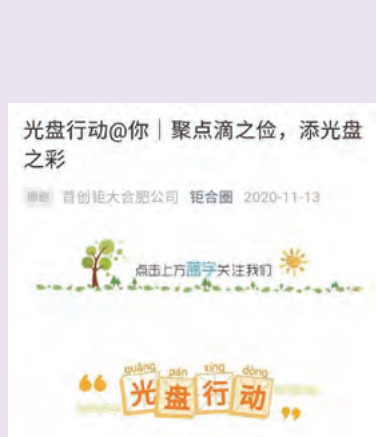 光盘行动@你｜聚点滴之俭，添光盘
之彩
原创 首创钜大合肥公司 钜合圈 2020-11-13
点击上方蓝字关注我们
guāng pán xíng dòng
光盘行动